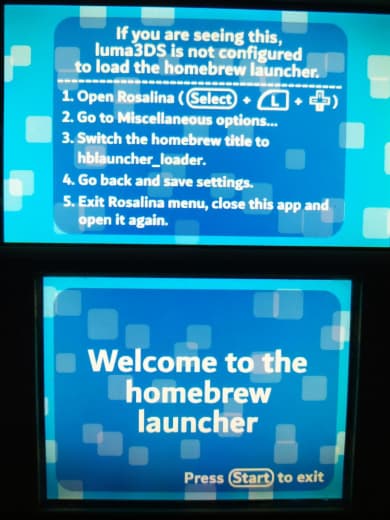 If you are seeing this,
luma3DS is not configured
to load the homebrew launcher.
1. Open Rosalina (Select + L + )
2. Go to Miscellaneous options...
3. Switch the homebrew title to
hblauncher_loader.
4. Go back and save settings.
5. Exit Rosalina menu, close this app and
open it again.
Welcome to the
homebrew
launcher
Press Start to exit